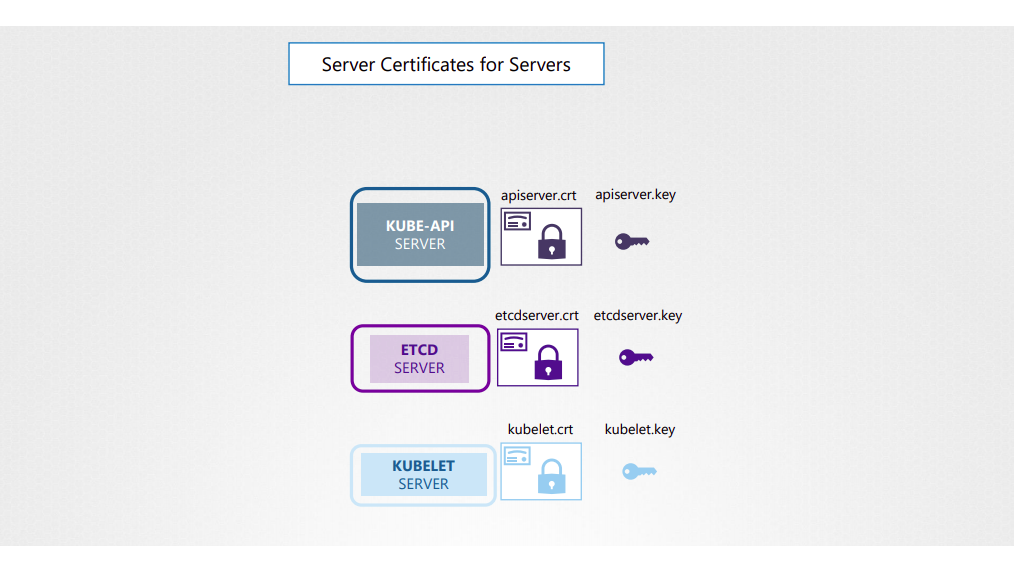 Server Certificates for Servers
apiserver.crt apiserver.key
KUBE-API
SERVER
etcdserver.crt etcdserver.key
ETCD
SERVER
kubelet.crt kubelet.key
KUBELET
SERVER